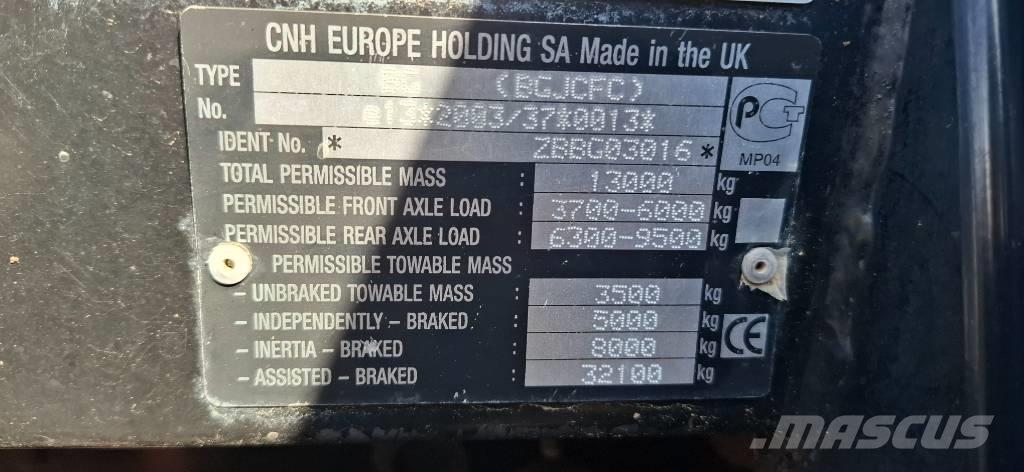 CNH EUROPE HOLDING SA Made in the UK
TYPE (BGJCFC)
No. e13*2003/37*0013*
IDENT No. * ZBBG03016 *
TOTAL PERMISSIBLE MASS : 13000 kg
PERMISSIBLE FRONT AXLE LOAD : 3700-6000 kg
PERMISSIBLE REAR AXLE LOAD : 6300-9500 kg
PERMISSIBLE TOWABLE MASS
- UNBRAKED TOWABLE MASS : 3500 kg
- INDEPENDENTLY - BRAKED : 5000 kg
- INERTIA - BRAKED : 8000 kg
- ASSISTED - BRAKED : 32100 kg
PCT
MP04
CE
MASCUS